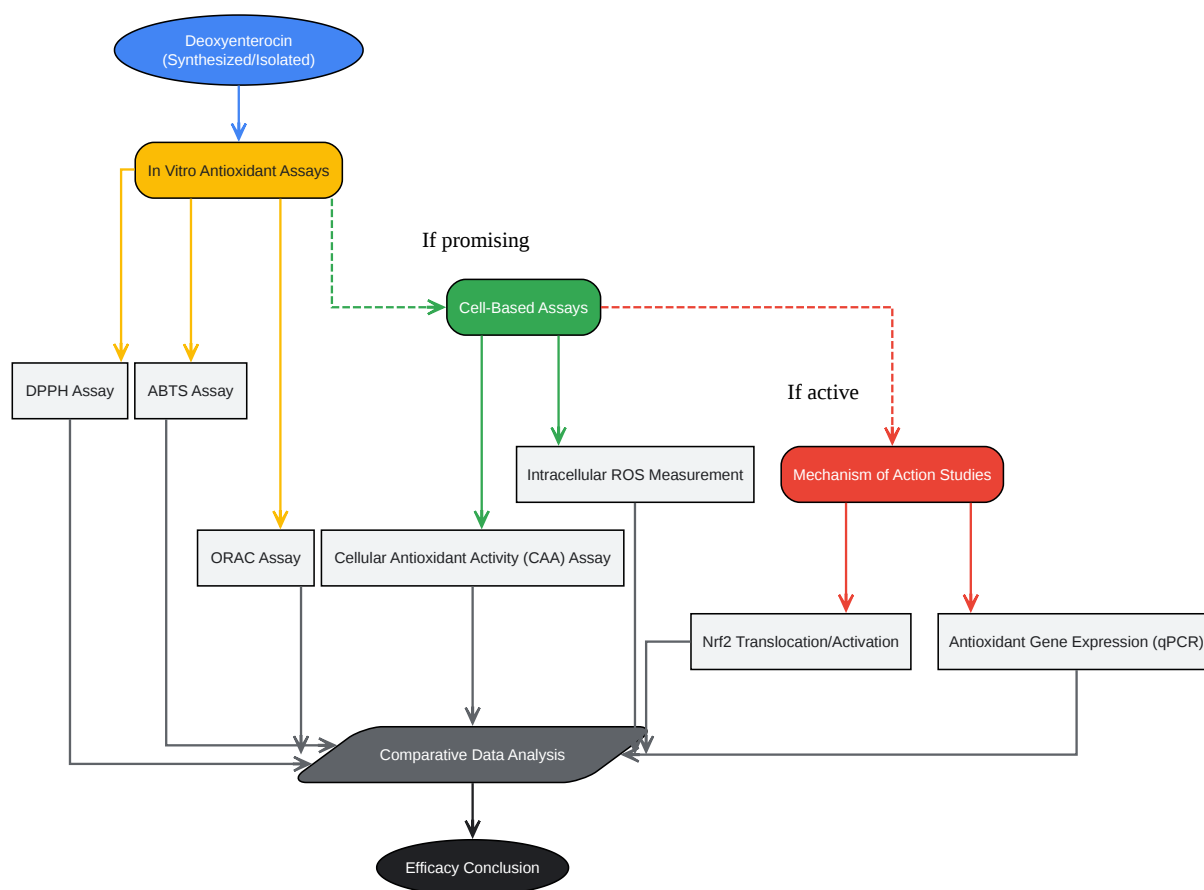 Deoxyenterocin
(Synthesized/Isolated)
In Vitro Antioxidant Assays
If promising
Cell-Based Assays
DPPH Assay
ABTS Assay
If active
Intracellular ROS Measurement
Mechanism of Action Studies
ORAC Assay
Cellular Antioxidant Activity (CAA) Assay
Nrf2 Translocation/Activation
Antioxidant Gene Expression (qPCR)
Comparative Data Analysis
Efficacy Conclusion